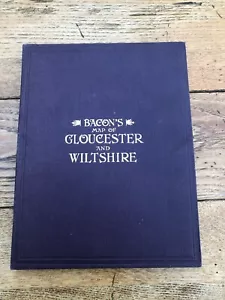 BACON'S
MAP OF
GLOUCESTER
AND
WILTSHIRE